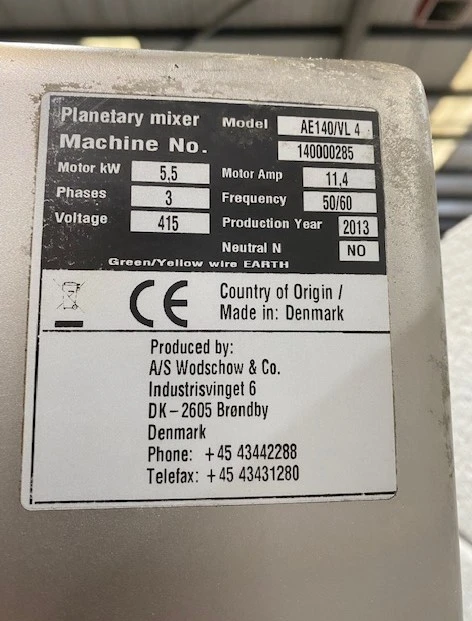 Planetary mixer Model AE140/VL 4
Machine No. 140000285
Motor kW 5.5 Motor Amp 11,4
Phases 3 Frequency 50/60
Voltage 415 Production Year 2013
Neutral N NO
Green/Yellow wire EARTH
CE Country of Origin /
Made in: Denmark
Produced by:
A/S Wodschow & Co.
Industrisvinget 6
DK-2605 Brøndby
Denmark
Phone: +45 43442288
Telefax: +45 43431280